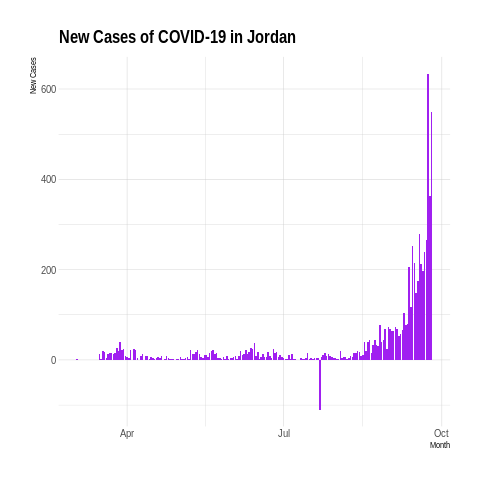 New Cases of COVID-19 in Jordan
New Cases
600
400
200
0
Apr
Jul
Oct
Month